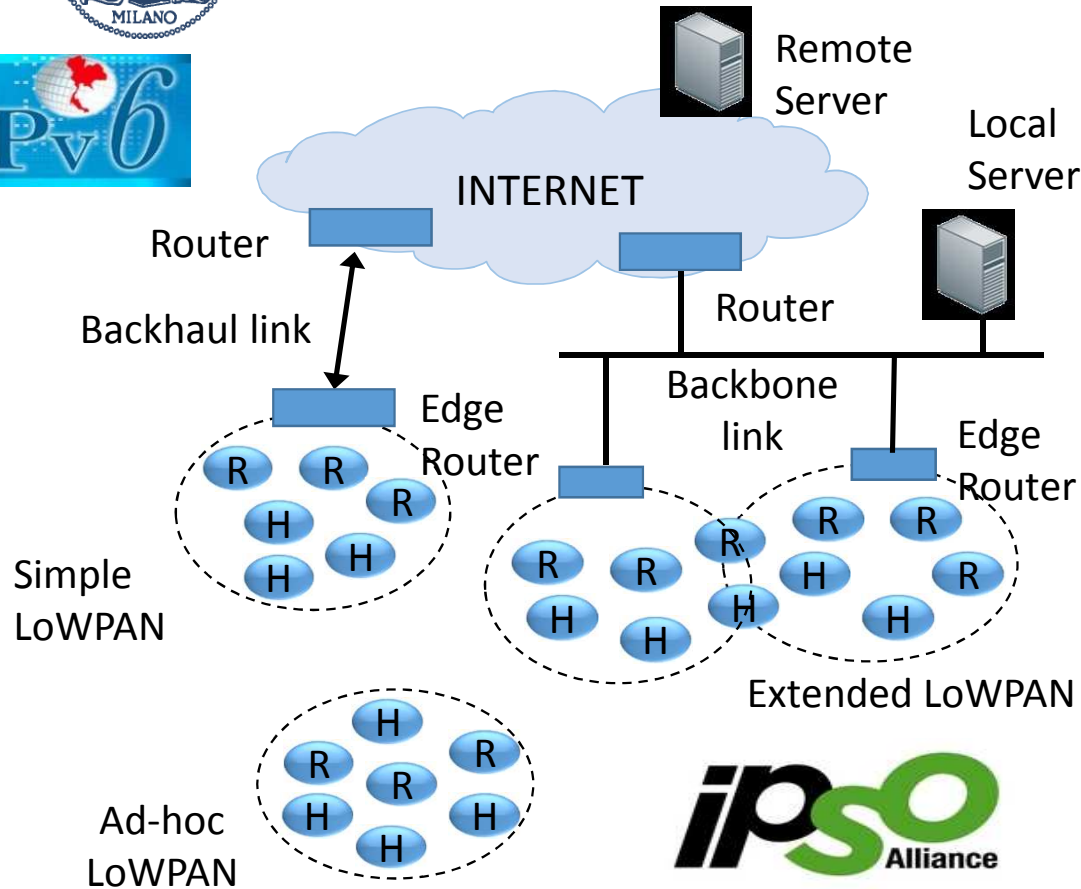 MILANO
Pv6
Remote
Server
Local
Server
INTERNET
Router
Router
Backhaul link
Backbone
link
Edge
Router
Edge
Router
R
R
R
H
H
H
Simple
LoWPAN
R
R
R
H
H
H
R
R
H
R
H
Extended LoWPAN
H
R
R
R
H
H
H
Ad-hoc
LoWPAN
ipso
Alliance